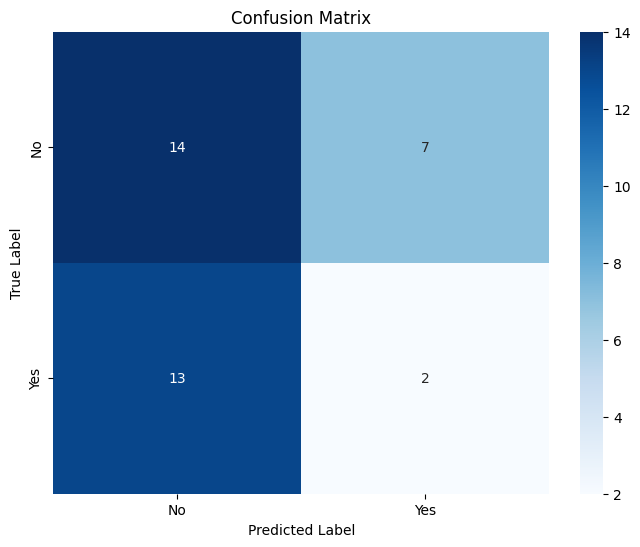 Confusion Matrix
True Label
No
Yes
14
7
13
2
No
Yes
Predicted Label
14
12
10
8
6
4
2